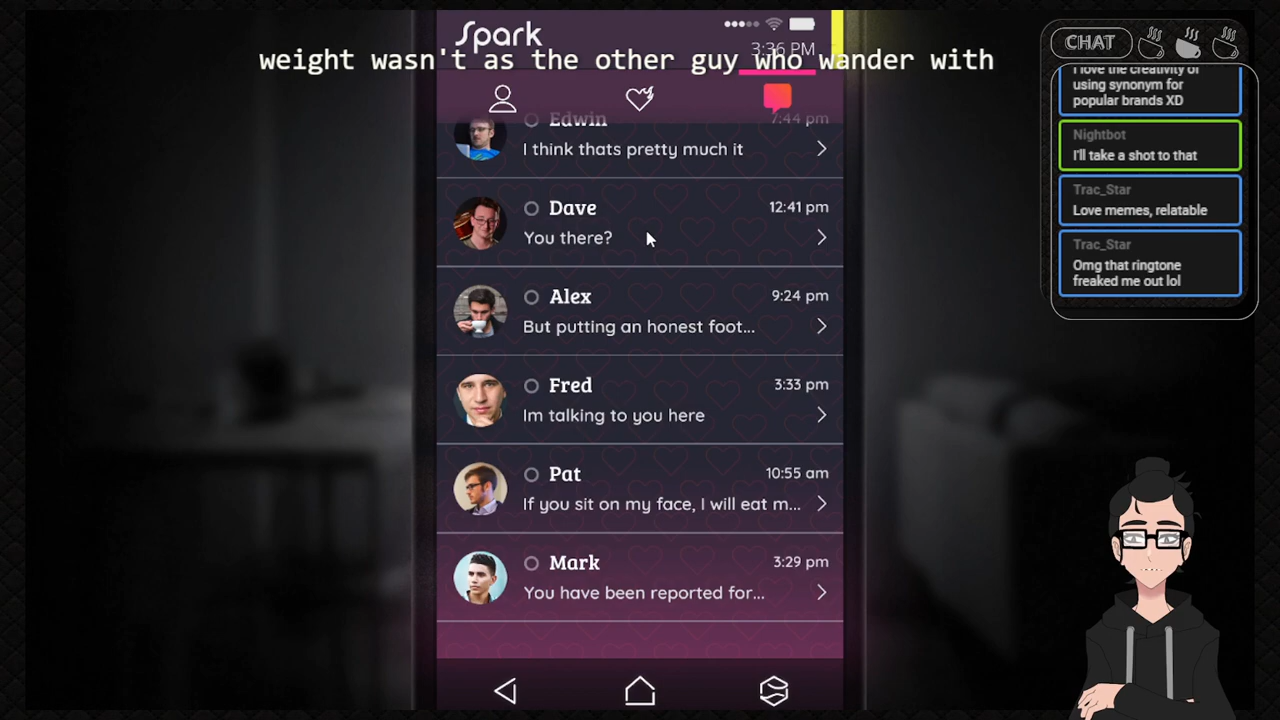 Spark
3:36 PM
weight wasn't as the other guy who wander with
Edwin
7:44 pm
I think thats pretty much it
Dave
12:41 pm
You there?
Alex
9:24 pm
But putting an honest foot...
Fred
3:33 pm
Im talking to you here
Pat
10:55 am
If you sit on my face, I will eat m...
Mark
3:29 pm
You have been reported for...
CHAT
I love the creativity of
using synonym for
popular brands XD
Nightbot
I'll take a shot to that
Trac_Star
Love memes, relatable
Trac_Star
Omg that ringtone
freaked me out lol